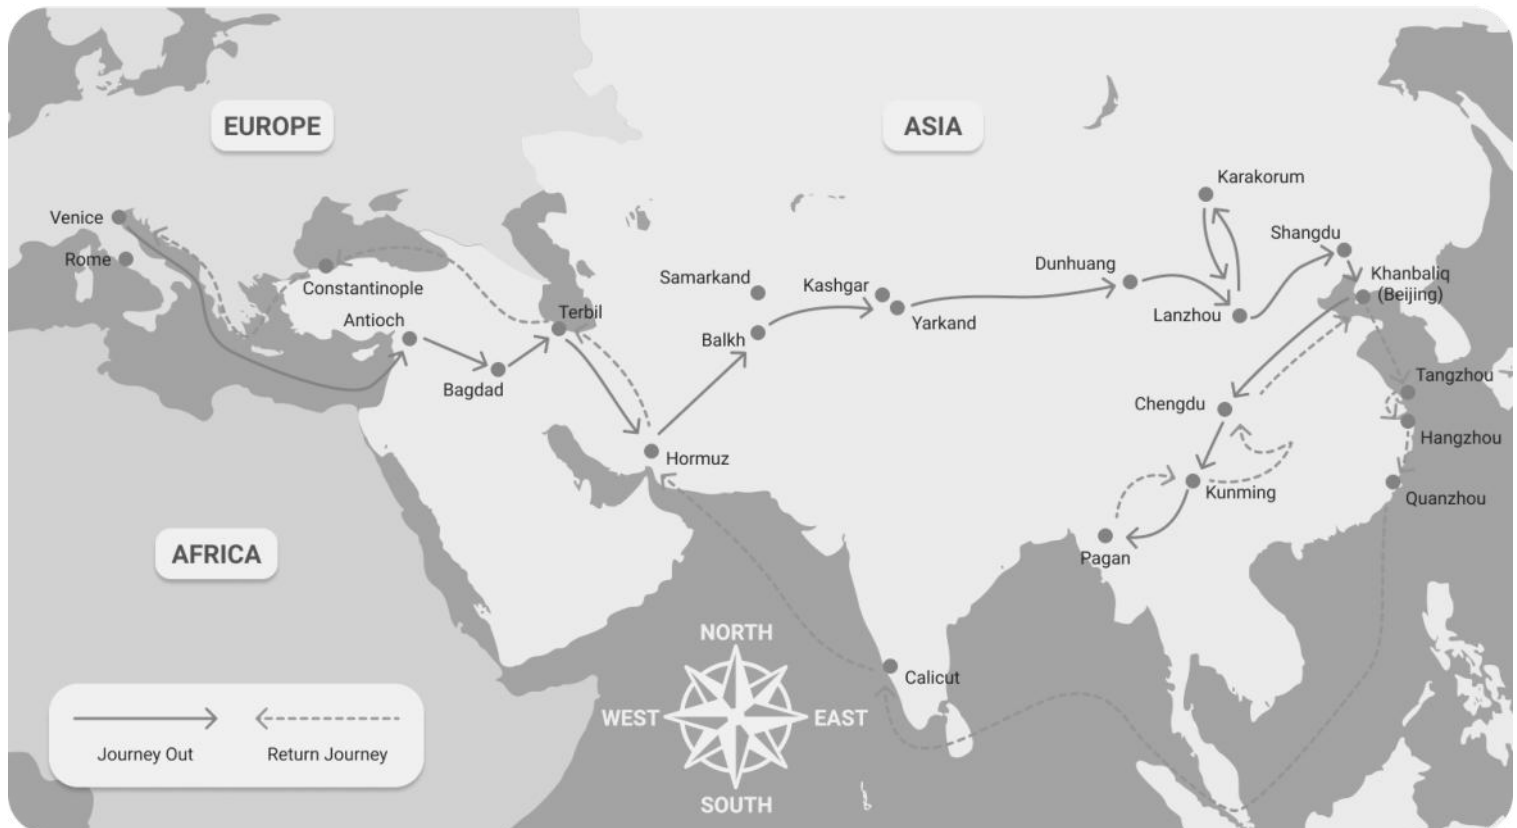 EUROPE
ASIA
Karakorum
Venice
Shangdu
Rome
Dunhuang
Khanbaliq
(Beijing)
Samarkand
Kashgar
Constantinople
Terbil
Lanzhou
Yarkand
Antioch
Balkh
Bagdad
Tangzhou
Chengdu
Hangzhou
Hormuz
Kunming
Quanzhou
AFRICA
Pagan
NORTH
Calicut
WEST
EAST
Journey Out
Return Journey
SOUTH